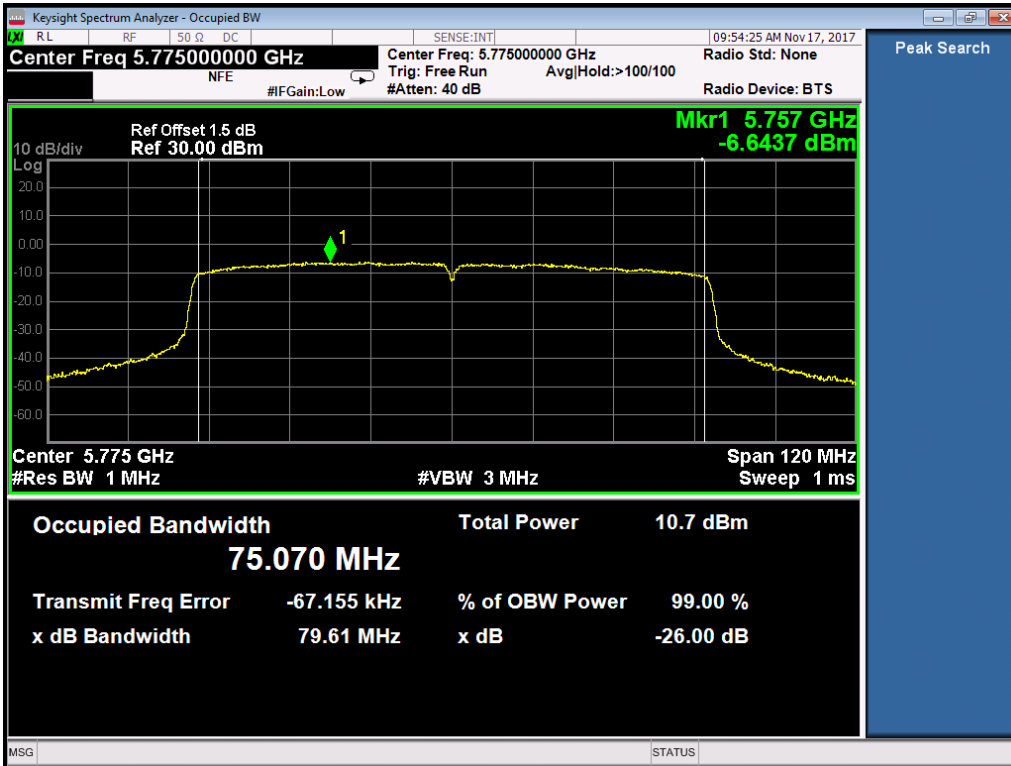 Keysight Spectrum Analyzer - Occupied BW
LXI RL RF 50 Ω DC SENSE:INT 09:54:25 AM Nov 17, 2017
Center Freq 5.775000000 GHz Center Freq: 5.775000000 GHz Radio Std: None
NFE Trig: Free Run Avg|Hold:>100/100
#IFGain:Low #Atten: 40 dB Radio Device: BTS
Peak Search
Mkr1 5.757 GHz
Ref Offset 1.5 dB -6.6437 dBm
10 dB/div Ref 30.00 dBm
Log
20.0
10.0
1
0.00
-10.0
-20.0
-30.0
-40.0
-50.0
-60.0
Center 5.775 GHz Span 120 MHz
#Res BW 1 MHz #VBW 3 MHz Sweep 1 ms
Occupied Bandwidth Total Power 10.7 dBm
75.070 MHz
Transmit Freq Error -67.155 kHz % of OBW Power 99.00 %
x dB Bandwidth 79.61 MHz x dB -26.00 dB
MSG STATUS